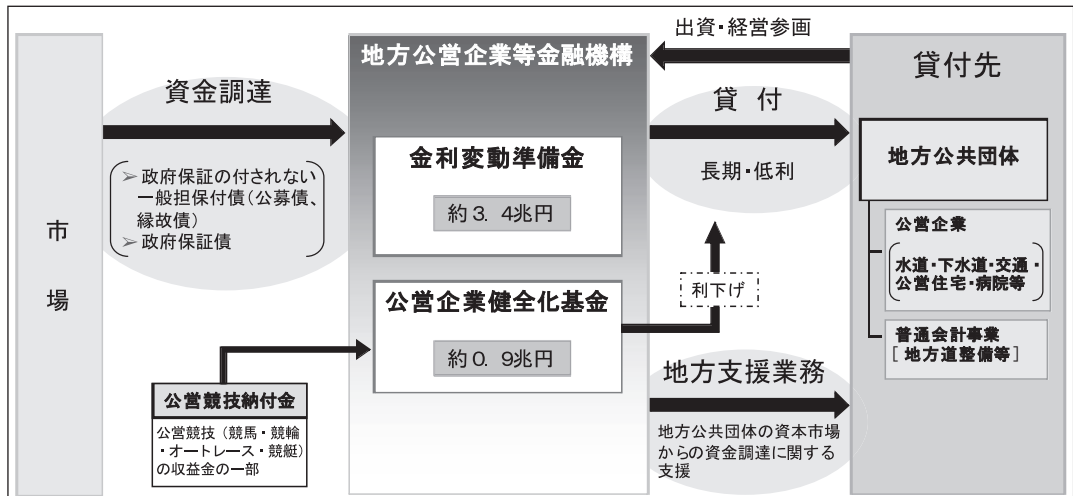 市
場
資金調達
➢ 政府保証の付されない
一般担保付債(公募債、
縁故債)
➢ 政府保証債
公営競技納付金
公営競技(競馬・競輪
・オートレース・競艇)
の収益金の一部
地方公営企業等金融機構
金利変動準備金
約3.4兆円
公営企業健全化基金
約0.9兆円
出資・経営参画
貸 付
長期・低利
利下げ
地方支援業務
地方公共団体の資本市場
からの資金調達に関する
支援
貸付先
地方公共団体
公営企業
水道・下水道・交通・
公営住宅・病院等
普通会計事業
[ 地方道整備等 ]